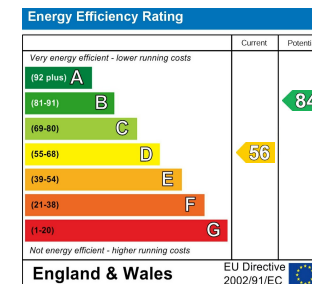 Energy Efficiency Rating
Current Potenti
Very energy efficient - lower running costs
(92 plus) A
(81-91) B 84
(69-80) C
(55-68) D 56
(39-54) E
(21-38) F
(1-20) G
Not energy efficient - higher running costs
England & Wales
EU Directive
2002/91/EC